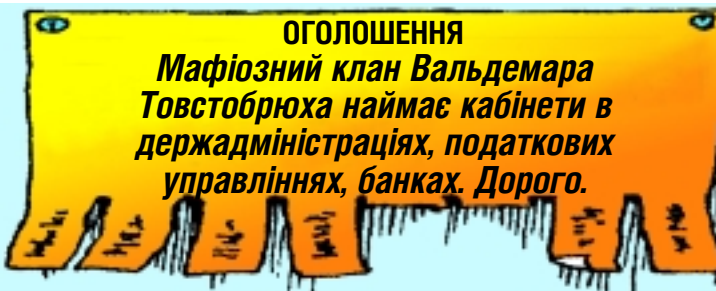 ОГОЛОШЕННЯ
Мафіозний клан Вальдемара
Товстобрюха наймає кабінети в
держадміністраціях, податкових
управліннях, банках. Дорого.